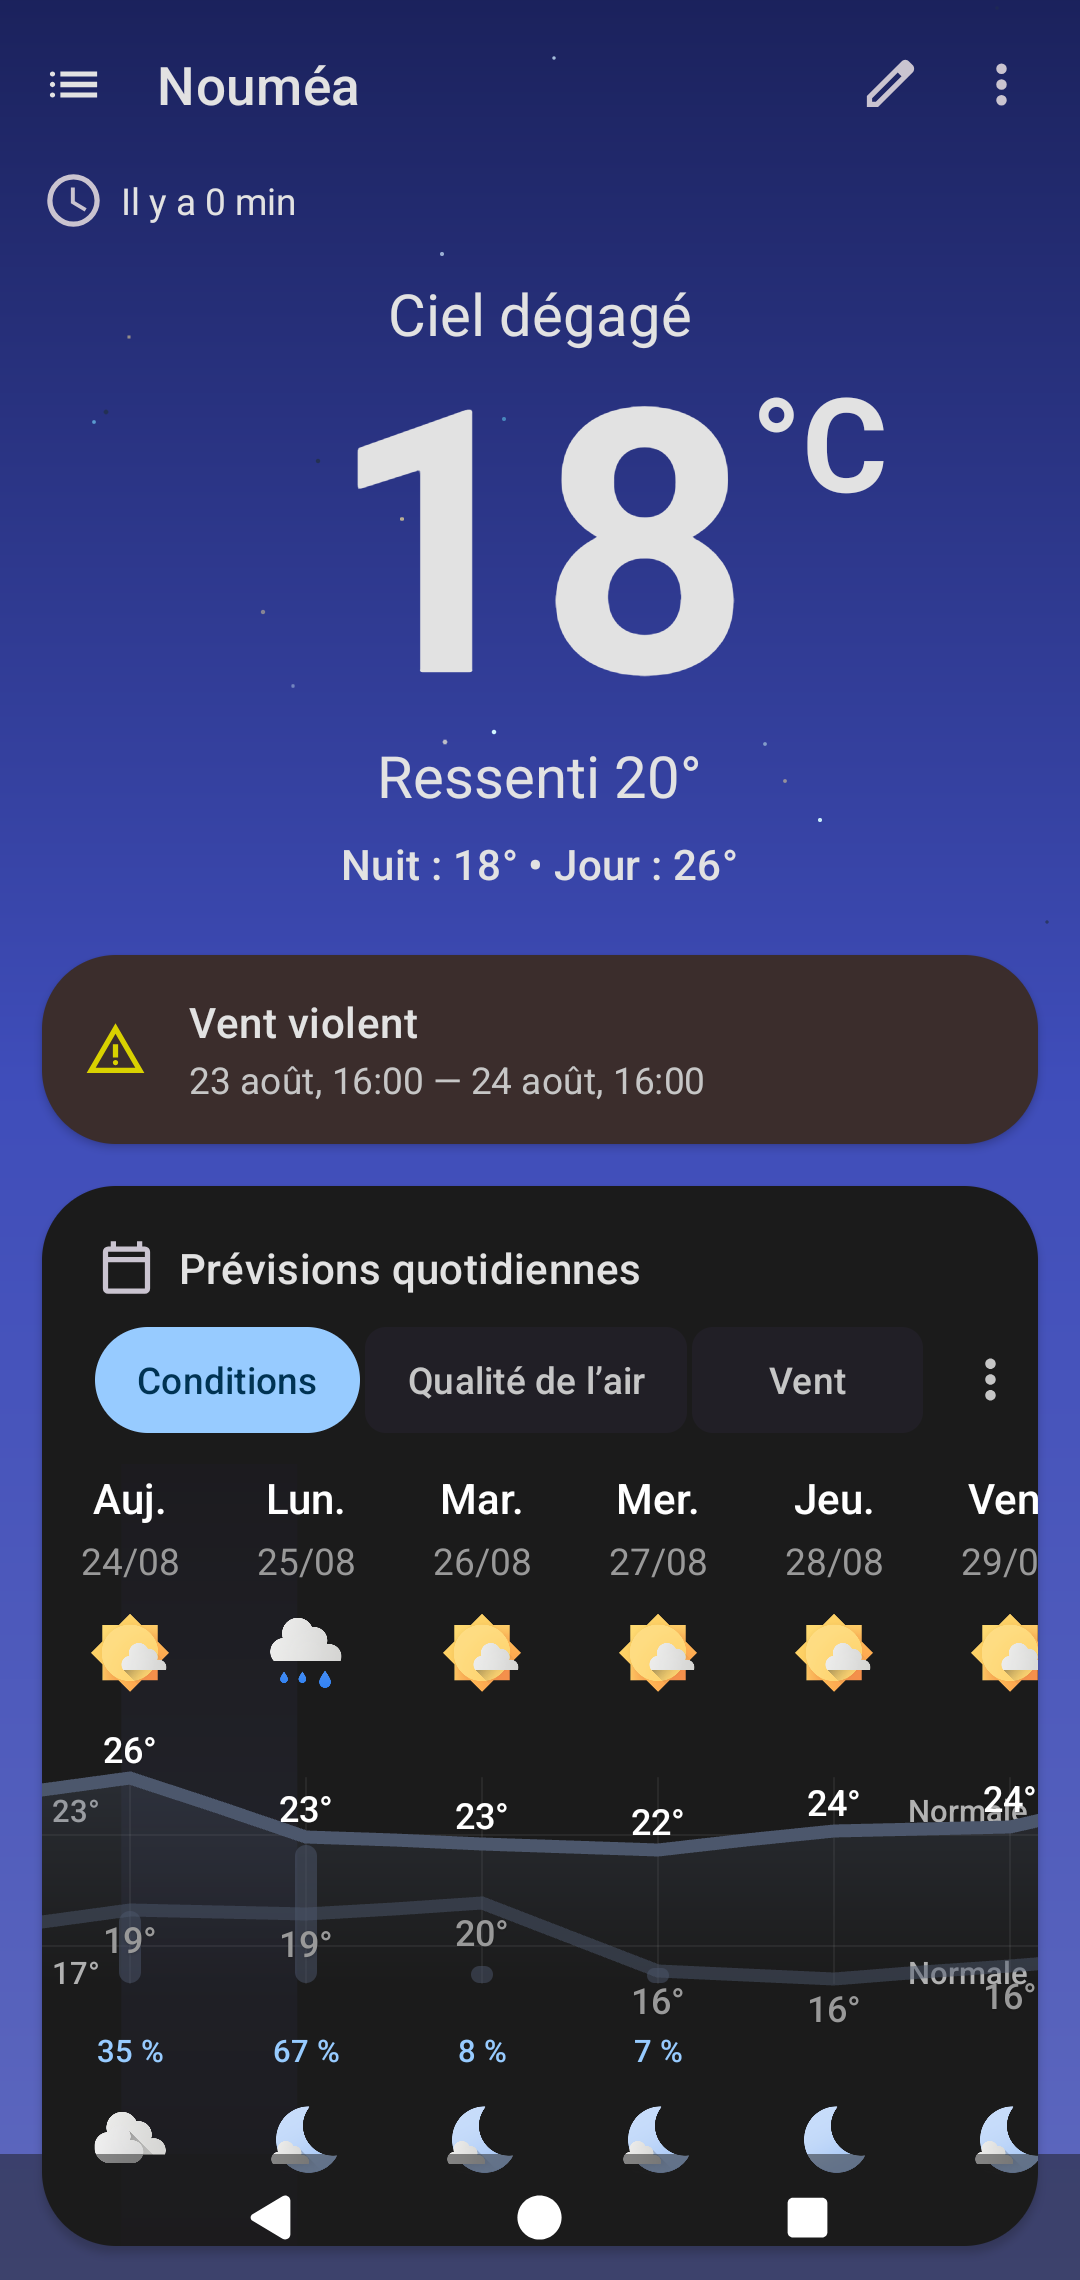 Nouméa
Il y a 0 min
Ciel dégagé
18 °C
Ressenti 20°
Nuit : 18° • Jour : 26°
Vent violent
23 août, 16:00 — 24 août, 16:00
Prévisions quotidiennes
Conditions Qualité de l’air Vent
Auj. Lun. Mar. Mer. Jeu. Ven
24/08 25/08 26/08 27/08 28/08 29/0
26° 23° 23° 22° 24° 24°
23° Normale
19° 19° 20° 16° 16° 16°
17° Normale
35 % 67 % 8 % 7 %